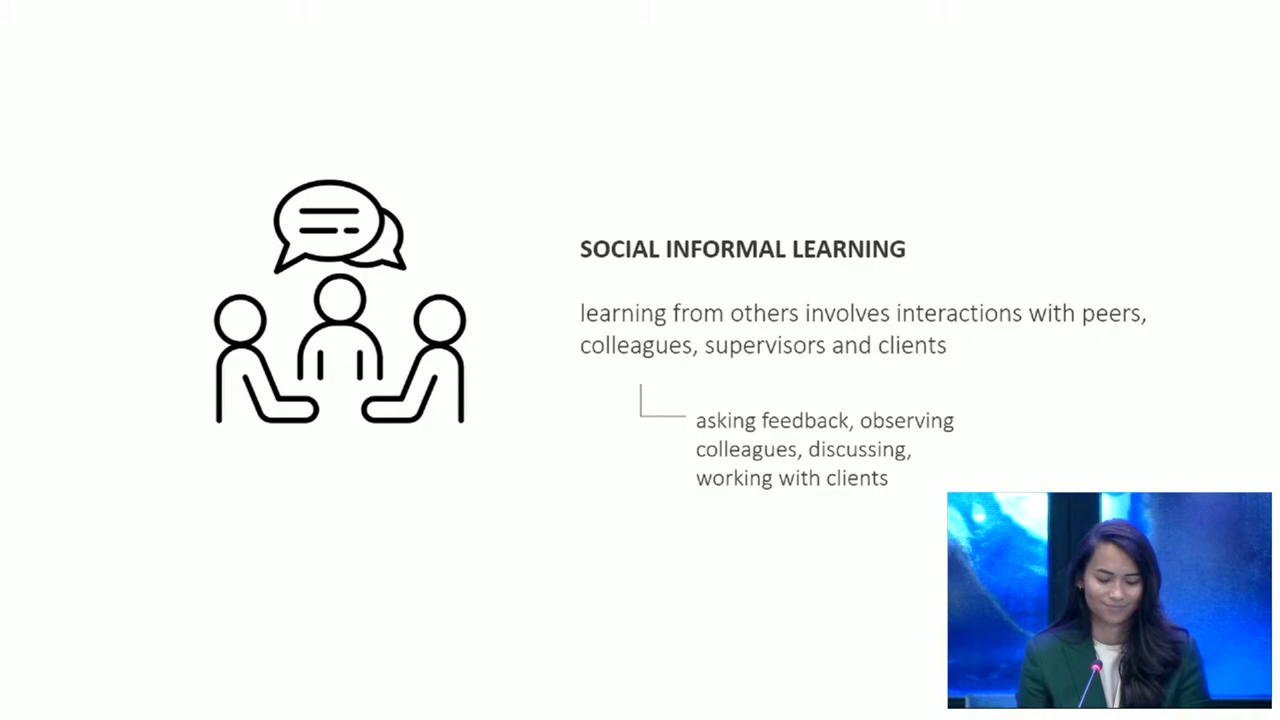 SOCIAL INFORMAL LEARNING
learning from others involves interactions with peers,
colleagues, supervisors and clients
asking feedback, observing
colleagues, discussing,
working with clients